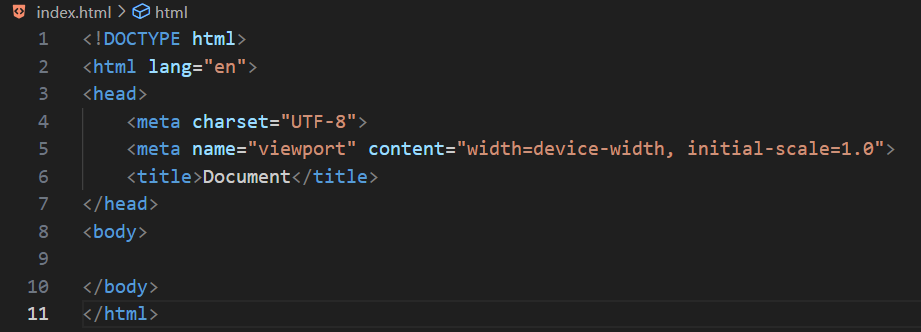 index.html > html
1 <!DOCTYPE html>
2 <html lang="en">
3 <head>
4     <meta charset="UTF-8">
5     <meta name="viewport" content="width=device-width, initial-scale=1.0">
6     <title>Document</title>
7 </head>
8 <body>
9
10 </body>
11 </html>